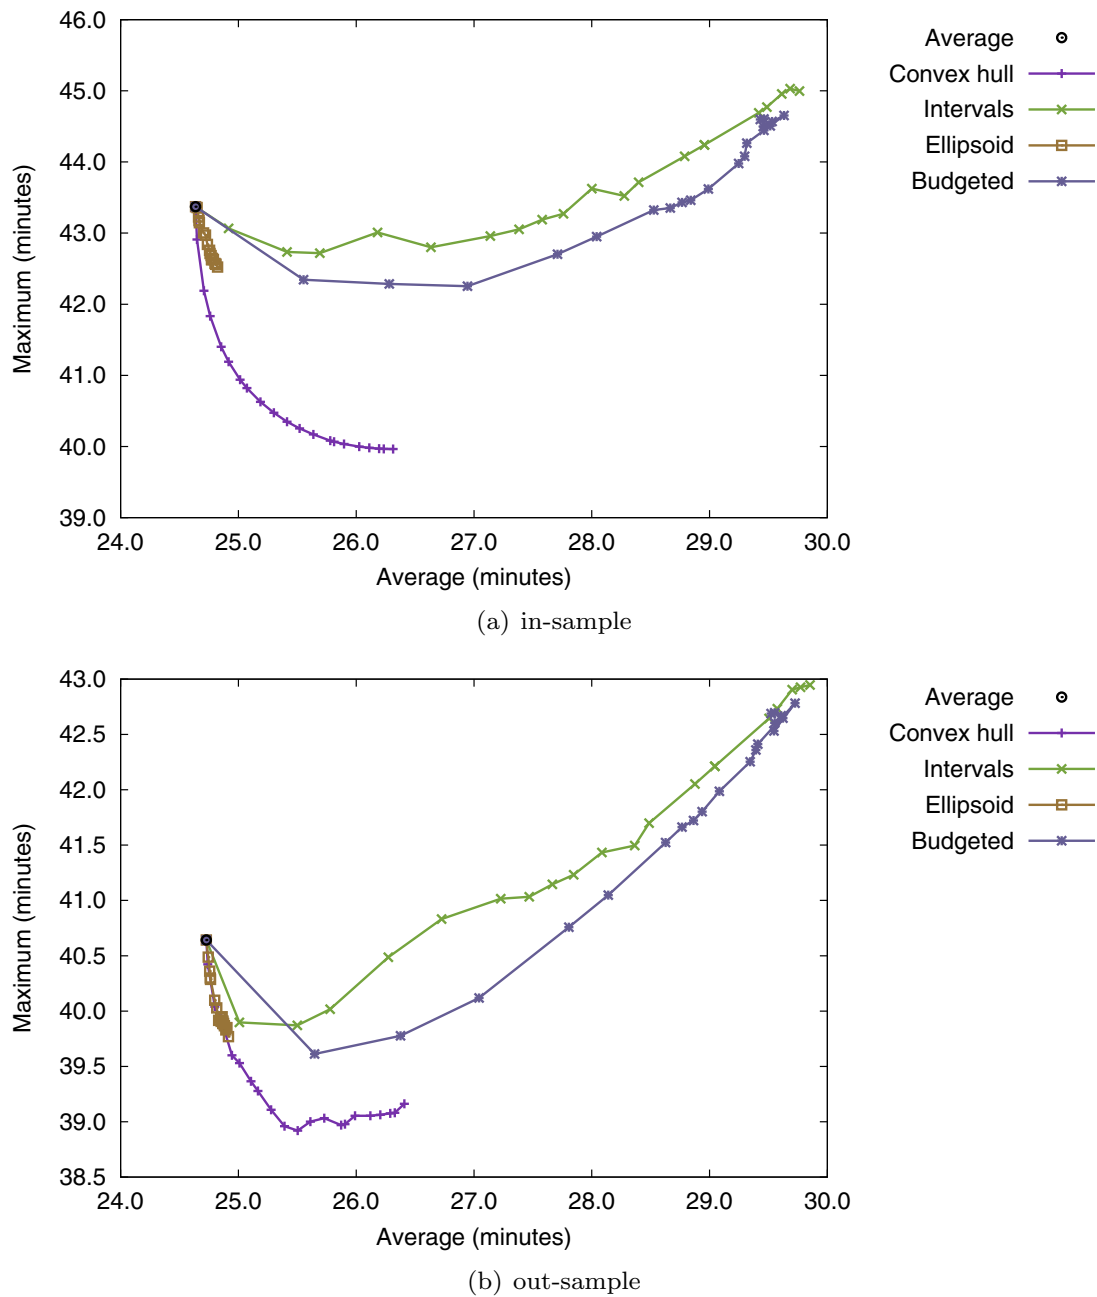 46.0
45.0
44.0
43.0
42.0
41.0
40.0
39.0
Maximum (minutes)
24.0 25.0 26.0 27.0 28.0 29.0 30.0
Average (minutes)
Average
Convex hull
Intervals
Ellipsoid
Budgeted
(a) in-sample
43.0
42.5
42.0
41.5
41.0
40.5
40.0
39.5
39.0
38.5
Maximum (minutes)
24.0 25.0 26.0 27.0 28.0 29.0 30.0
Average (minutes)
Average
Convex hull
Intervals
Ellipsoid
Budgeted
(b) out-sample